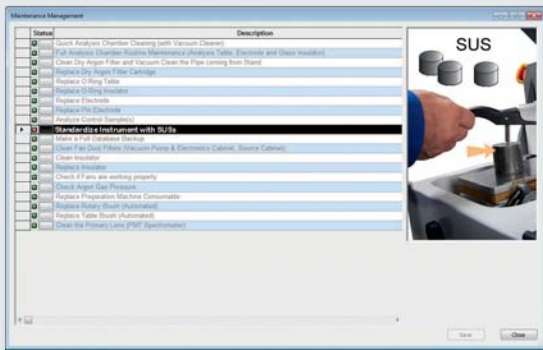 Maintenance Management
Status Description
Quick Analysis Chamber Cleaning (with Vacuum Cleaner)
Full Analysis Chamber Routine Maintenance (Analysis Table, Electrode and Glass Insulator)
Clean Dry Argon Filter and Vacuum Clean the Pipe coming from Stand
Replace Dry Argon Filter Cartridge
Replace O-Ring Table
Replace O-Ring Insulator
Replace Electrode
Replace Pin Electrode
Analyze Control Sample(s)
Standardize Instrument with SUSs
Make a Full Database Backup
Clean Fan Dust Filters (Vacuum Pump & Electronics Cabinet, Source Cabinet)
Clean Insulator
Replace Insulator
Check if Fans are working properly
Check Argon Gas Pressure
Replace Preparation Machine Consumable
Replace Rotary Brush (Automated)
Replace Table Brush (Automated)
Clean the Primary Lens (PMT Spectrometer)
SUS
Save Close